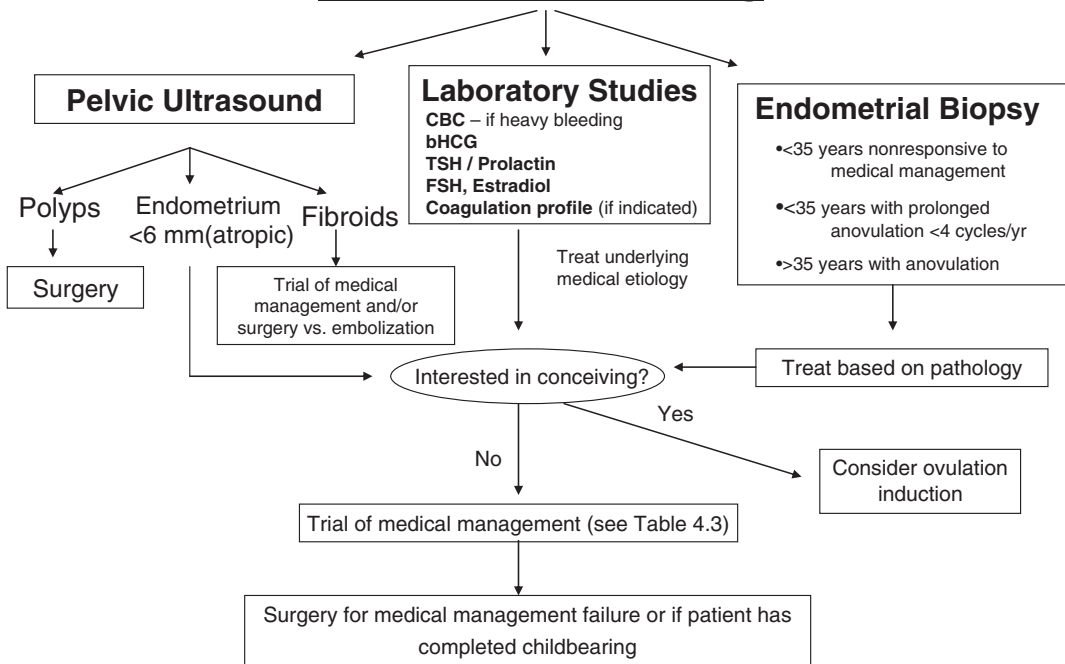 Pelvic Ultrasound
Polyps
Surgery
Endometrium
<6 mm(atropic)
Fibroids
Trial of medical
management and/or
surgery vs. embolization
Laboratory Studies
CBC – if heavy bleeding
bHCG
TSH / Prolactin
FSH, Estradiol
Coagulation profile (if indicated)
Treat underlying
medical etiology
Endometrial Biopsy
•<35 years nonresponsive to
medical management
•<35 years with prolonged
anovulation <4 cycles/yr
•>35 years with anovulation
Treat based on pathology
Interested in conceiving?
Yes
No
Consider ovulation
induction
Trial of medical management (see Table 4.3)
Surgery for medical management failure or if patient has
completed childbearing